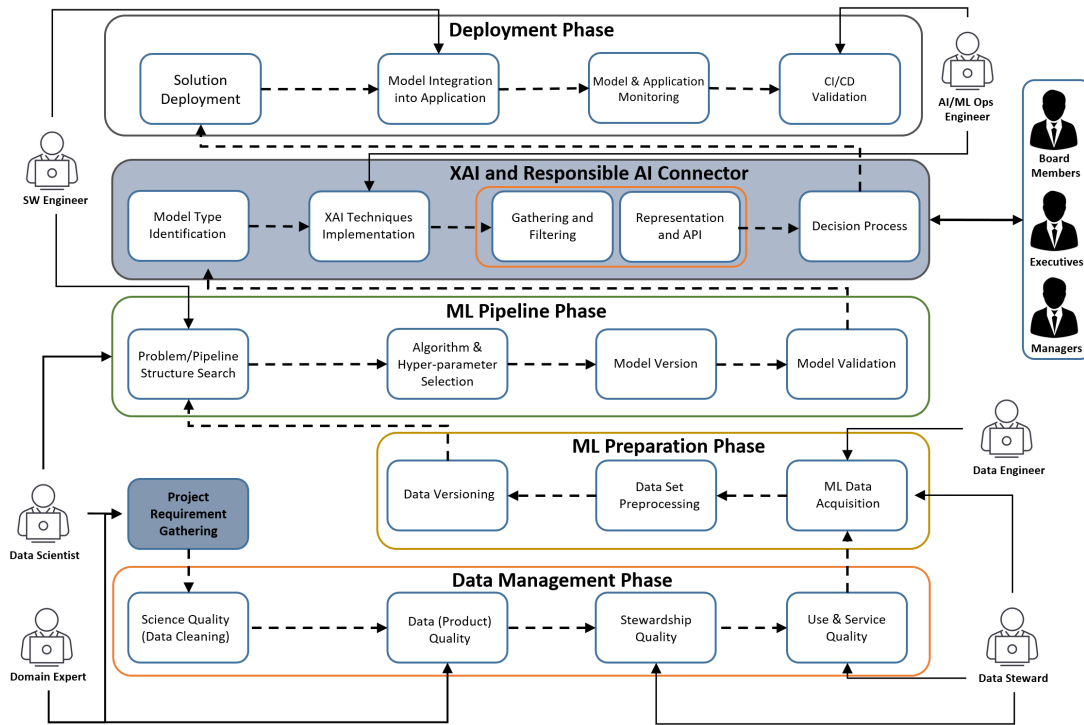 Deployment Phase
Solution
Deployment
Model Integration
into Application
Model & Application
Monitoring
CI/CD
Validation
AI/ML Ops
Engineer
SW Engineer
Board
Members
Executives
Managers
XAI and Responsible AI Connector
Model Type
Identification
XAI Techniques
Implementation
Gathering and
Filtering
Representation
and API
Decision Process
ML Pipeline Phase
Problem/Pipeline
Structure Search
Algorithm &
Hyper-parameter
Selection
Model Version
Model Validation
ML Preparation Phase
Data Versioning
Data Set
Preprocessing
ML Data
Acquisition
Data Engineer
Data Scientist
Project
Requirement
Gathering
Data Management Phase
Science Quality
(Data Cleaning)
Data (Product)
Quality
Stewardship
Quality
Use & Service
Quality
Domain Expert
Data Steward